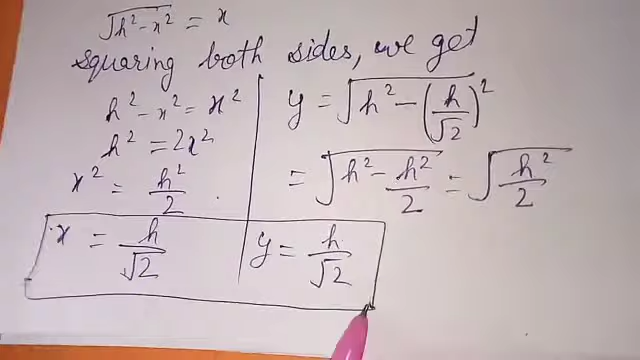 √(h² - x²) = x
squaring both sides, we get
h² - x² = x²
h² = 2x²
x² = h²/2
x = h/√2
y = √(h² - (h/√2)²)
= √(h² - h²/2) = √(h²/2)
y = h/√2